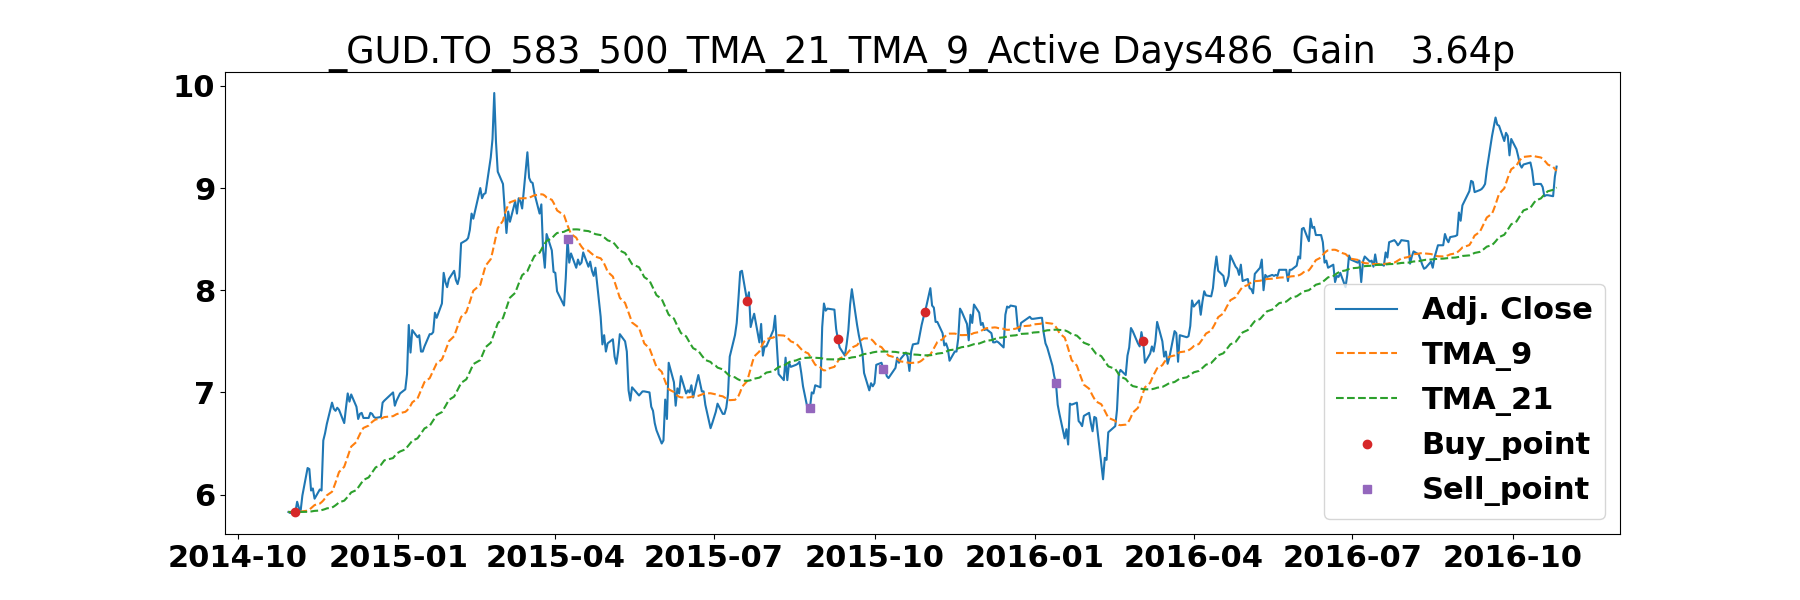 _GUD.TO_583_500_TMA_21_TMA_9_Active Days486_Gain   3.64p
10
9
8
7
6
Adj. Close
TMA_9
TMA_21
Buy_point
Sell_point
2014-10 2015-01 2015-04 2015-07 2015-10 2016-01 2016-04 2016-07 2016-10